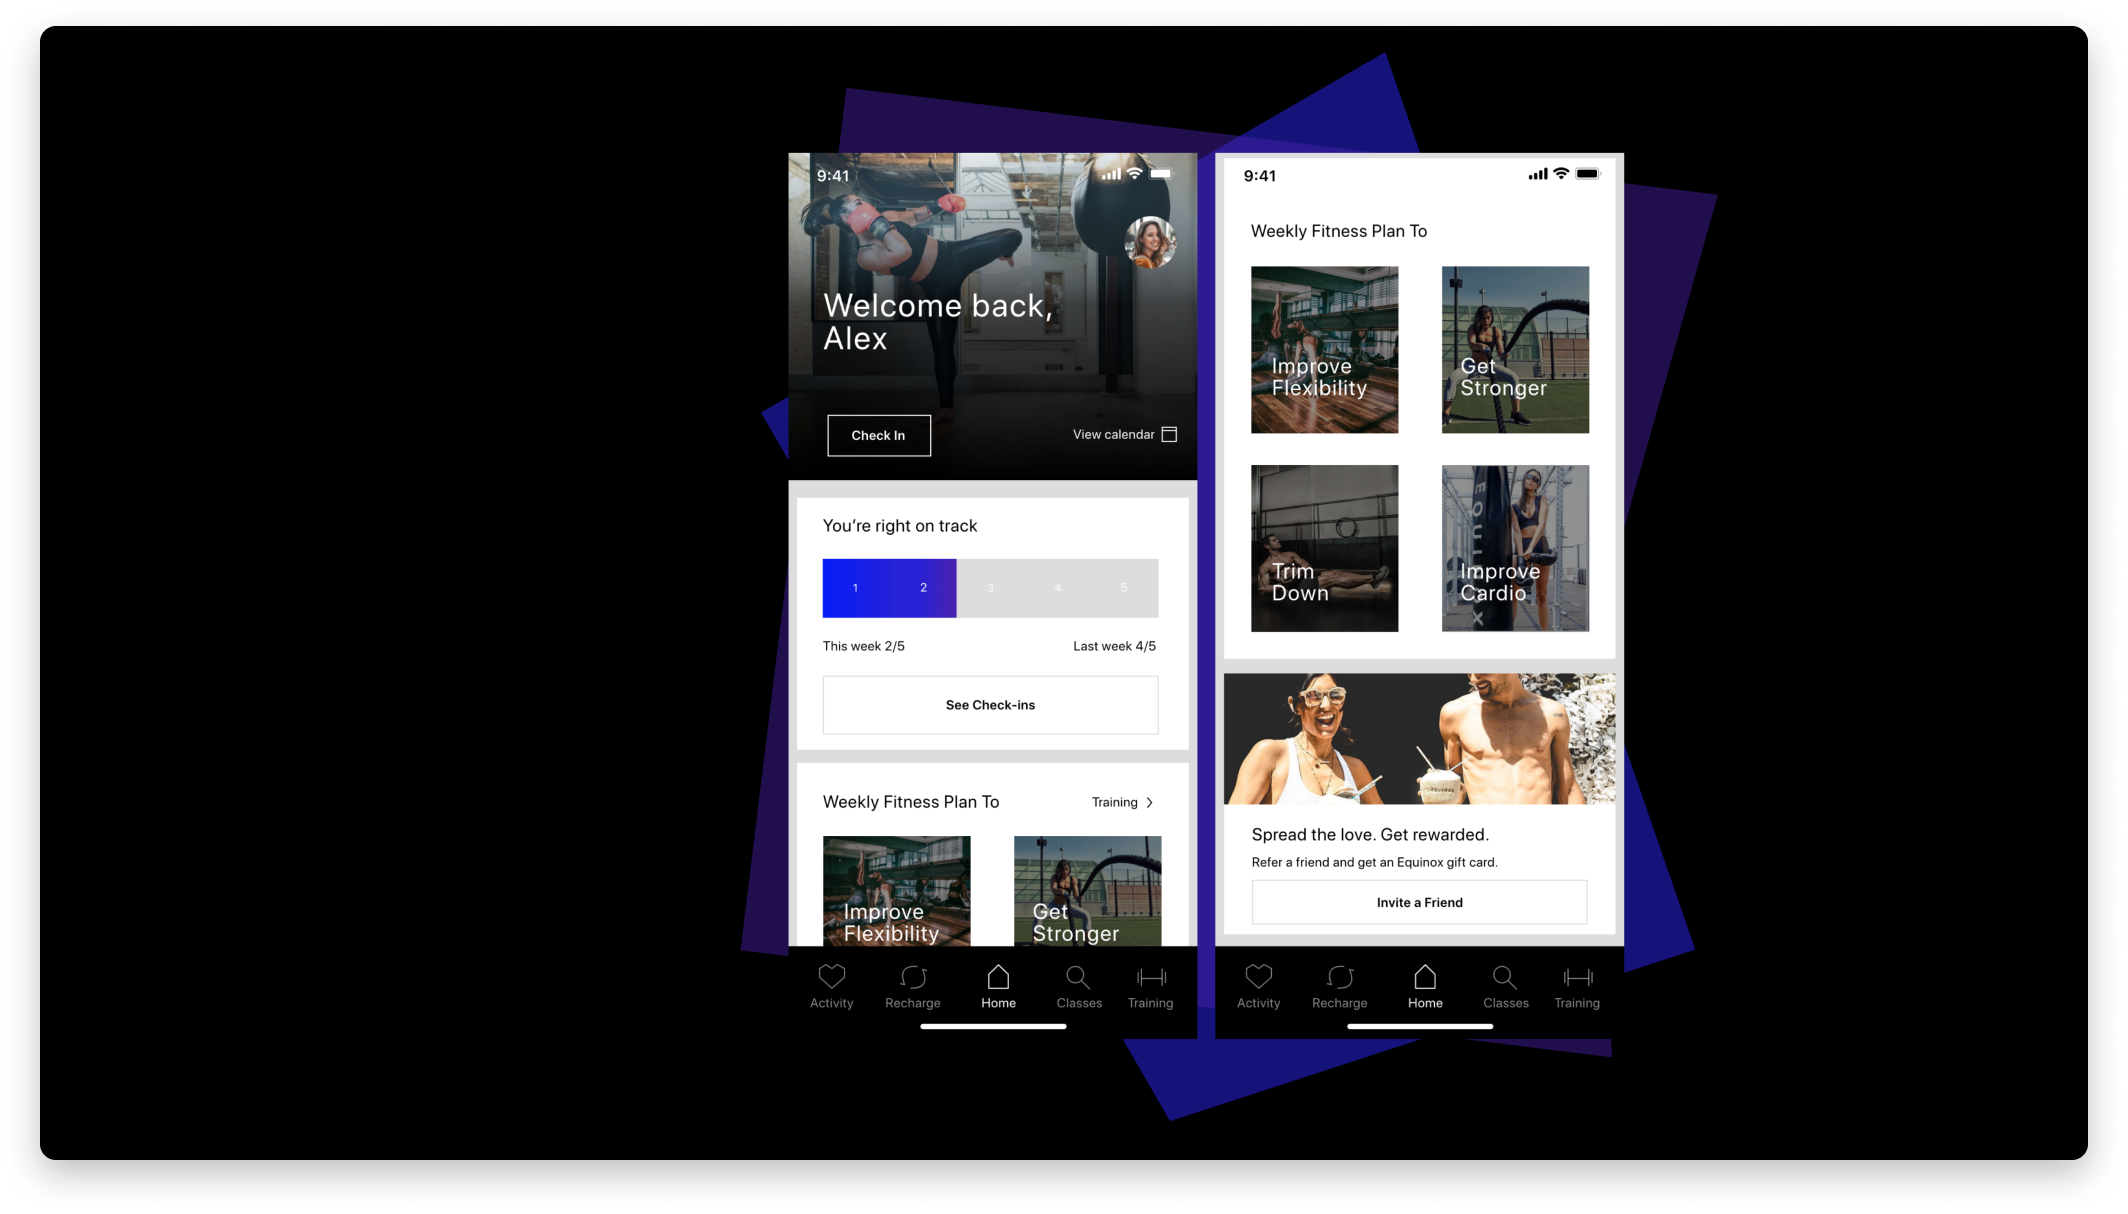 9:41
Welcome back,
Alex
Check In
View calendar
You’re right on track
1 2 3 4 5
This week 2/5 Last week 4/5
See Check-ins
Weekly Fitness Plan To Training
Improve
Flexibility
Get
Stronger
Activity Recharge Home Classes Training
9:41
Weekly Fitness Plan To
Improve
Flexibility
Get
Stronger
Trim
Down
EQUINOX
Improve
Cardio
EQUINOX
Spread the love. Get rewarded.
Refer a friend and get an Equinox gift card.
Invite a Friend
Activity Recharge Home Classes Training